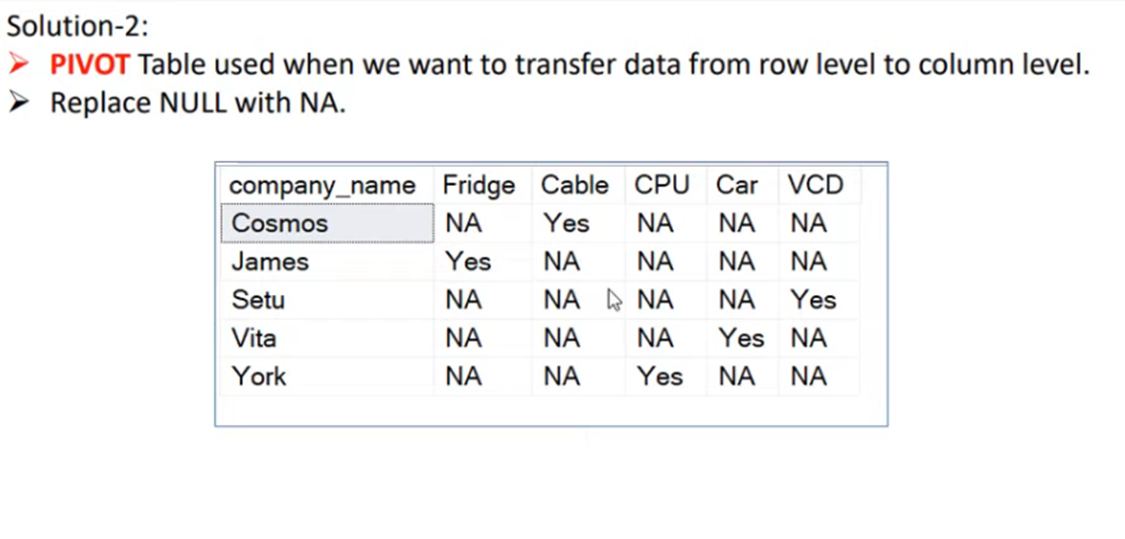 Solution-2:
➢ PIVOT Table used when we want to transfer data from row level to column level.
➢ Replace NULL with NA.
company_name Fridge Cable CPU Car VCD
Cosmos NA Yes NA NA NA
James Yes NA NA NA NA
Setu NA NA NA NA Yes
Vita NA NA NA Yes NA
York NA NA Yes NA NA